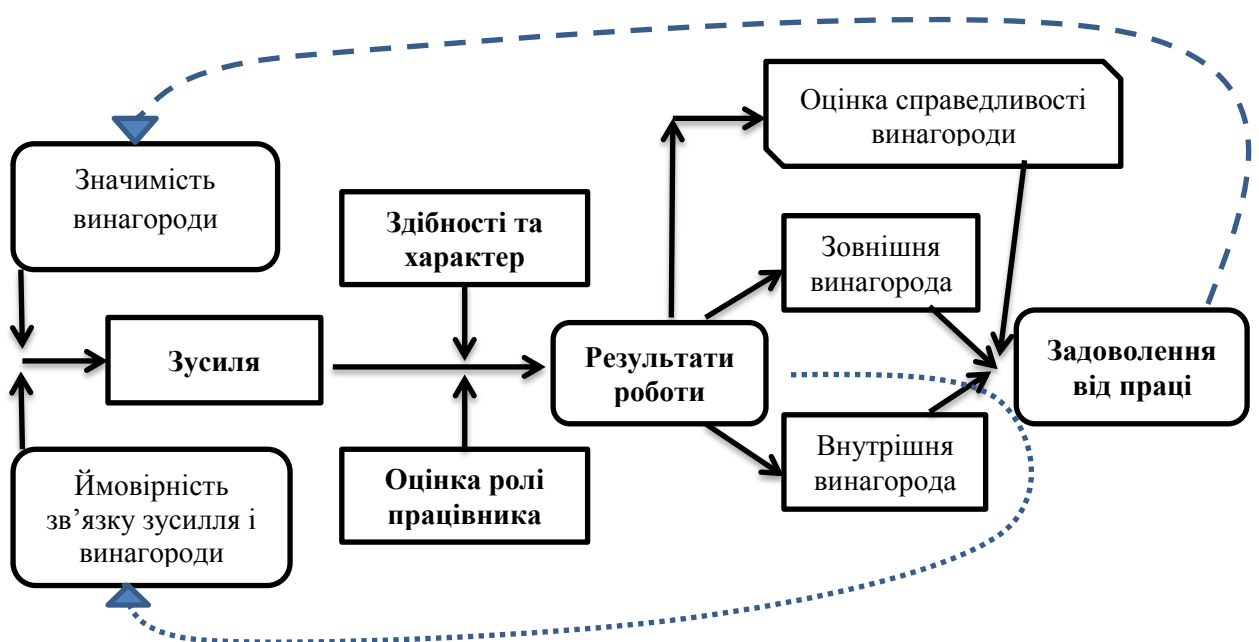 Оцінка справедливості
винагороди
Значимість
винагороди
Здібності та
характер
Зовнішня
винагорода
Зусиля
Результати
роботи
Задоволення
від праці
Оцінка ролі
працівника
Внутрішня
винагорода
Ймовірність
зв’язку зусилля і
винагороди